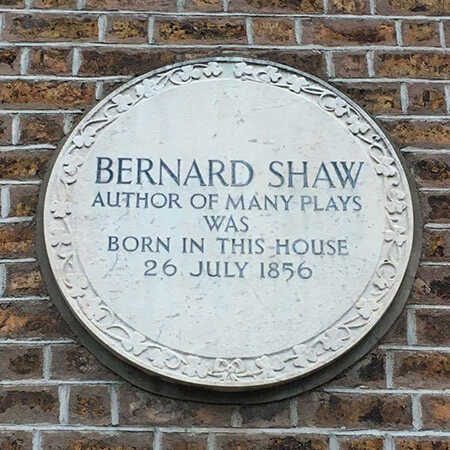 BERNARD SHAW
AUTHOR OF MANY PLAYS
WAS
BORN IN THIS HOUSE
26 JULY 1856